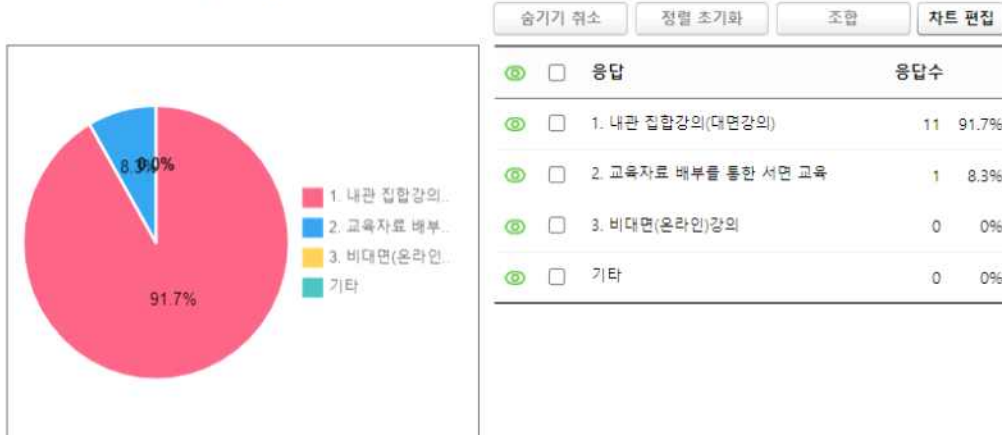 숨기기 취소 정렬 초기화 조합 차트 편집
응답 응답수
1. 내관 집합강의(대면강의) 11 91.7%
2. 교육자료 배부를 통한 서면 교육 1 8.3%
3. 비대면(온라인)강의 0 0%
기타 0 0%
8.3% 0.0%
91.7%
1. 내관 집합강의..
2. 교육자료 배부..
3. 비대면(온라인..
기타